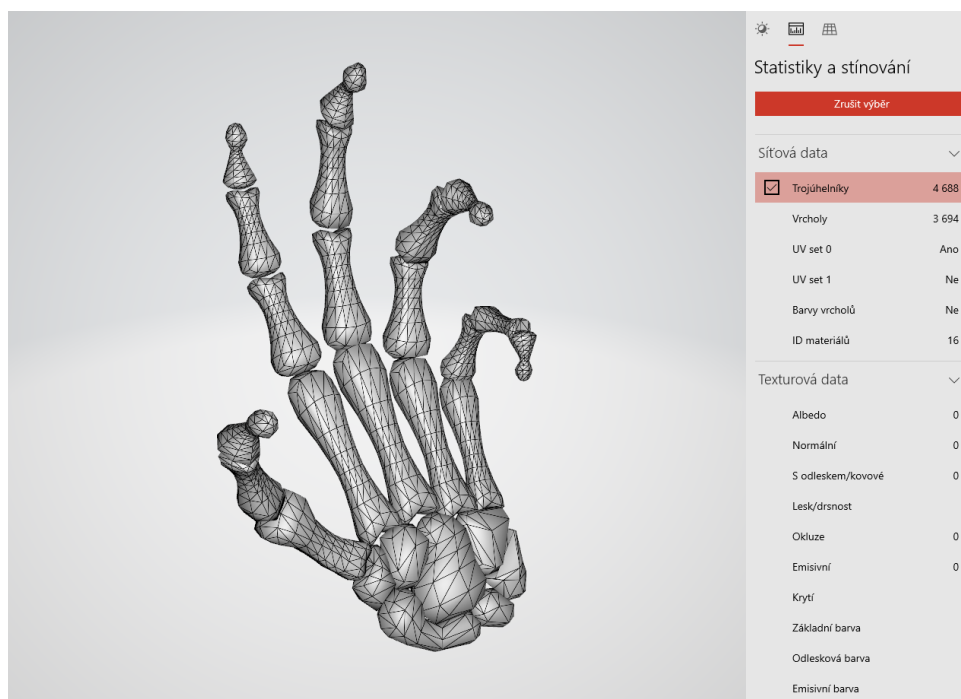 Statistiky a stínování
Zrušit výběr
Síťová data
Trojúhelníky 4 688
Vrcholy 3 694
UV set 0 Ano
UV set 1 Ne
Barvy vrcholů Ne
ID materiálů 16
Texturová data
Albedo 0
Normální 0
S odleskem/kovové 0
Lesk/drsnost
Okluze 0
Emisivní 0
Krytí
Základní barva
Odlesková barva
Emisivní barva